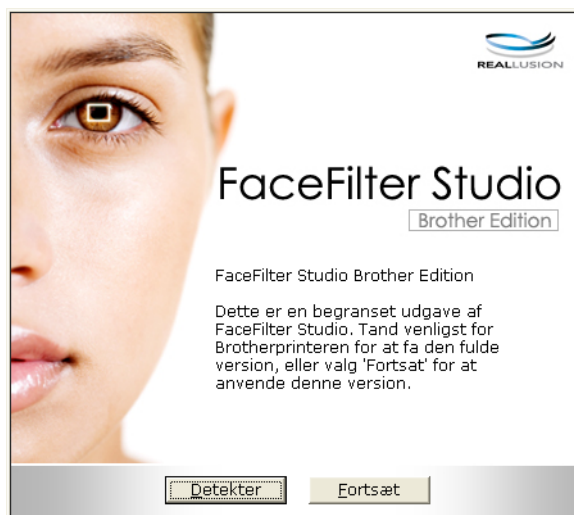 REALLUSION
FaceFilter Studio
Brother Edition
FaceFilter Studio Brother Edition
Dette er en begranset udgave af
FaceFilter Studio. Tand venligst for
Brotherprinteren for at fa den fulde
version, eller valg 'Fortsat' for at
anvende denne version.
Detekter
Fortsæt